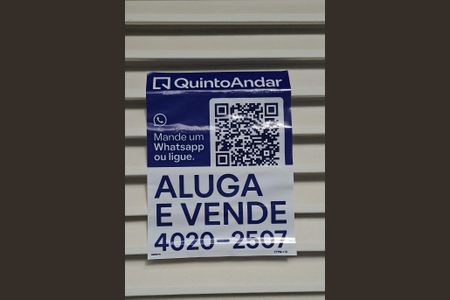 QuintoAndar
Mande um
Whatsapp
ou ligue.
ALUGA
E VENDE
4020-2507